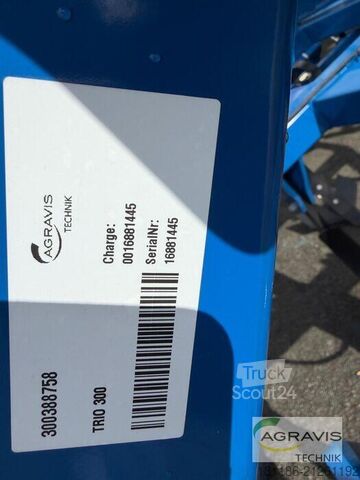 AGRAVIS
TECHNIK
Charge:
0016881445
SerialNr:
16881445
300388758
TRIO 300
Truck
Scout24
AGRAVIS
TECHNIK